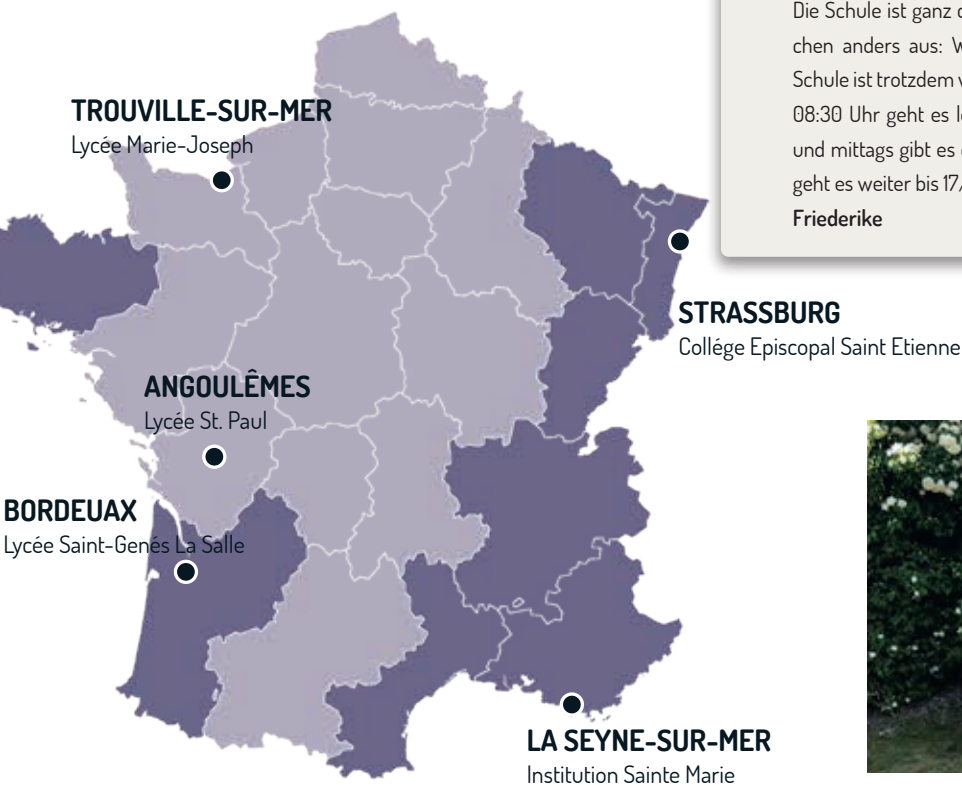 Die Schule ist ganz
chen anders aus:
Schule ist trotzdem
08:30 Uhr geht es
und mittags gibt es
geht es weiter bis
Friederike
TROUVILLE-SUR-MER
Lycée Marie-Joseph
STRASSBURG
Collége Episcopal Saint Etienne
ANGOULÊMES
Lycée St. Paul
BORDEUAX
Lycée Saint-Genés La Salle
LA SEYNE-SUR-MER
Institution Sainte Marie